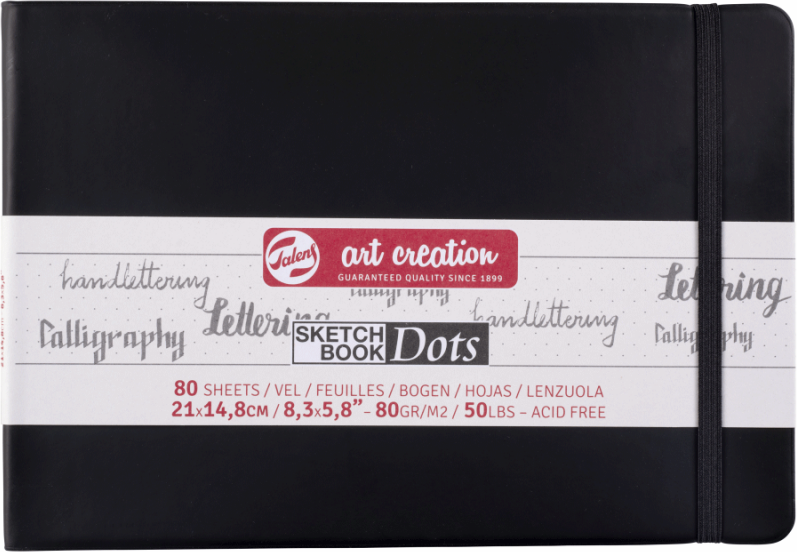 Talens
art creation
GUARANTEED QUALITY SINCE 1899
handlettering
Calligraphy
Lettering
Calligraphy
handlettering
Lettering
Calligraphy
SKETCH
BOOK
Dots
80 SHEETS / VEL / FEUILLES / BOGEN / HOJAS / LENZUOLA
21x14,8CM / 8,3x5,8” – 80GR/M2 / 50LBS – ACID FREE